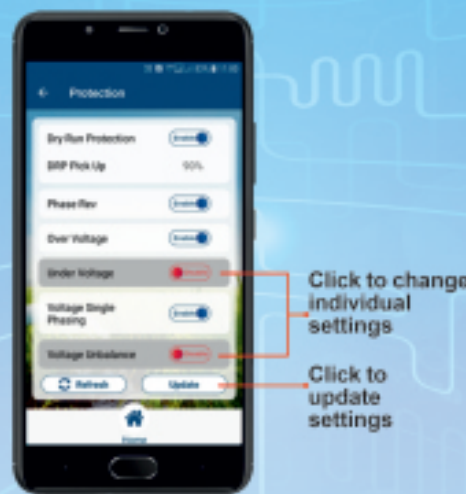 Protection
Dry Run Protection
DRP Pick Up
90%
Phase Rev
Over Voltage
Under Voltage
Voltage Single
Phasing
Voltage Unbalance
Refresh
Update
Home
Click to change
individual
settings
Click to
update
settings